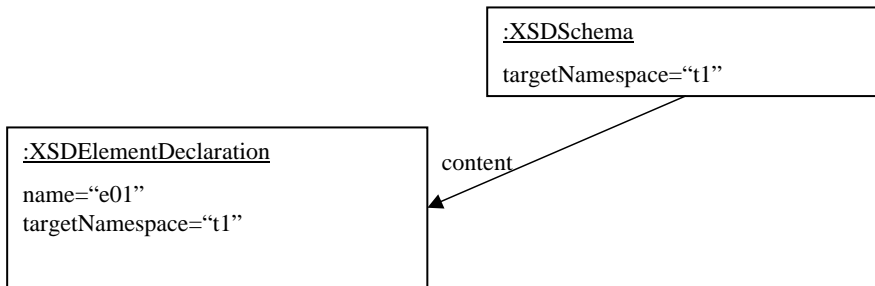 :XSDSchema
targetNamespace=“t1”
:XSDElementDeclaration
content
name=“e01”
targetNamespace=“t1”